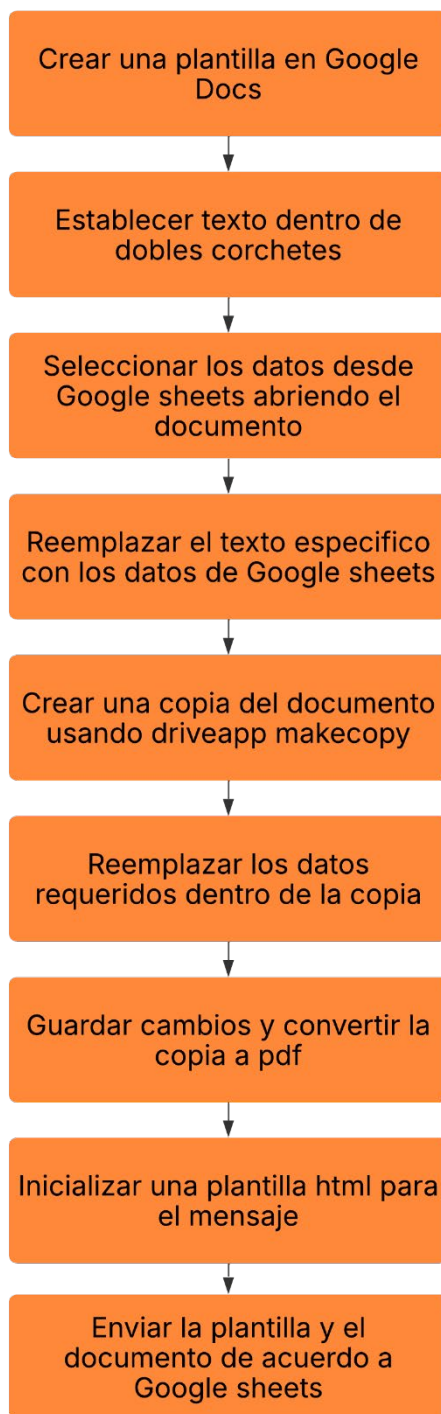 Crear una plantilla en Google
Docs
Establecer texto dentro de
dobles corchetes
Seleccionar los datos desde
Google sheets abriendo el
documento
Reemplazar el texto especifico
con los datos de Google sheets
Crear una copia del documento
usando driveapp makecopy
Reemplazar los datos
requeridos dentro de la copia
Guardar cambios y convertir la
copia a pdf
Inicializar una plantilla html para
el mensaje
Enviar la plantilla y el
documento de acuerdo a
Google sheets